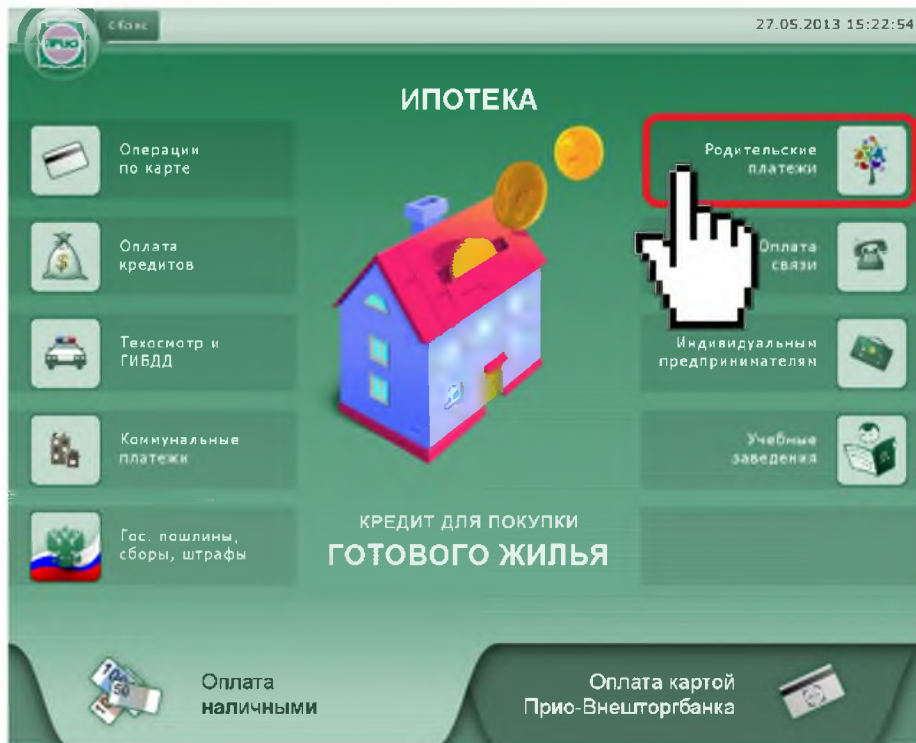 27.05.2013 15:22:54
ПРИО
ИПОТЕКА
Операции
по карте
Родительские
платежи
Оплата
кредитов
Оплата
связи
Техосмотр и
ГИБДД
Индивидуальным
предпринимателям
Коммунальные
платежи
Учебные
заведения
Гос. пошлины,
сборы, штрафы
КРЕДИТ ДЛЯ ПОКУПКИ
ГОТОВОГО ЖИЛЬЯ
Оплата
наличными
Оплата картой
Прио-Внешторгбанка